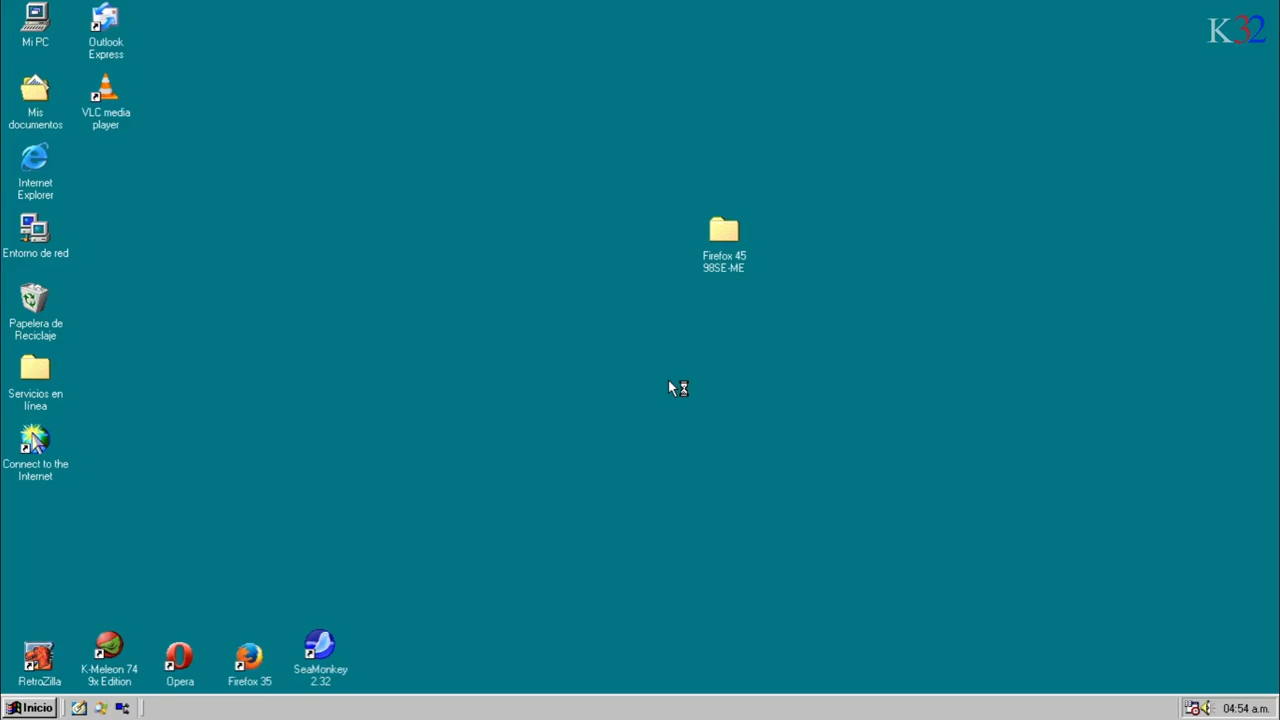 Mi PC
Outlook
Express
K32
Mis
documentos
VLC media
player
Internet
Explorer
Entorno de red
Firefox 45
98SE-ME
Papelera de
Reciclaje
Servicios en
línea
Connect to the
Internet
RetroZilla
K-Meleon 74
9x Edition
Opera
Firefox 35
SeaMonkey
2.32
Inicio
04:54 a.m.